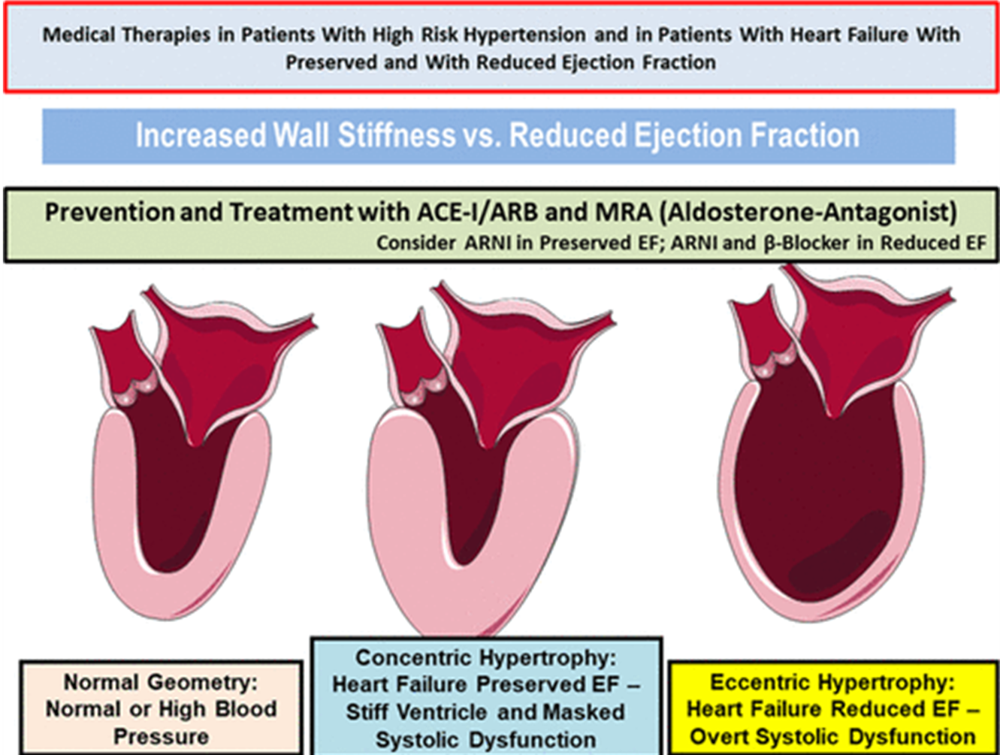 Medical Therapies in Patients With High Risk Hypertension and in Patients With Heart Failure With
Preserved and With Reduced Ejection Fraction
Increased Wall Stiffness vs. Reduced Ejection Fraction
Prevention and Treatment with ACE-I/ARB and MRA (Aldosterone-Antagonist)
Consider ARNI in Preserved EF; ARNI and β-Blocker in Reduced EF
Normal Geometry:
Normal or High Blood
Pressure
Concentric Hypertrophy:
Heart Failure Preserved EF –
Stiff Ventricle and Masked
Systolic Dysfunction
Eccentric Hypertrophy:
Heart Failure Reduced EF –
Overt Systolic Dysfunction